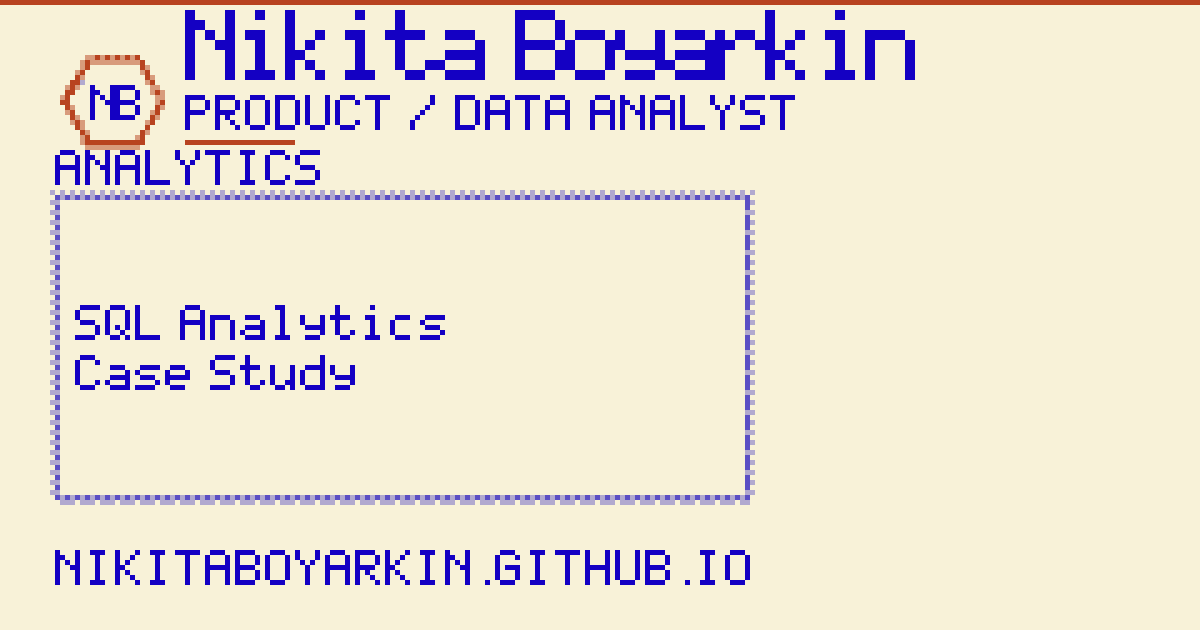 Nikita Boyarkin
NB
PRODUCT / DATA ANALYST
ANALYTICS
SQL Analytics
Case Study
NIKITABOYARKIN.GITHUB.IO